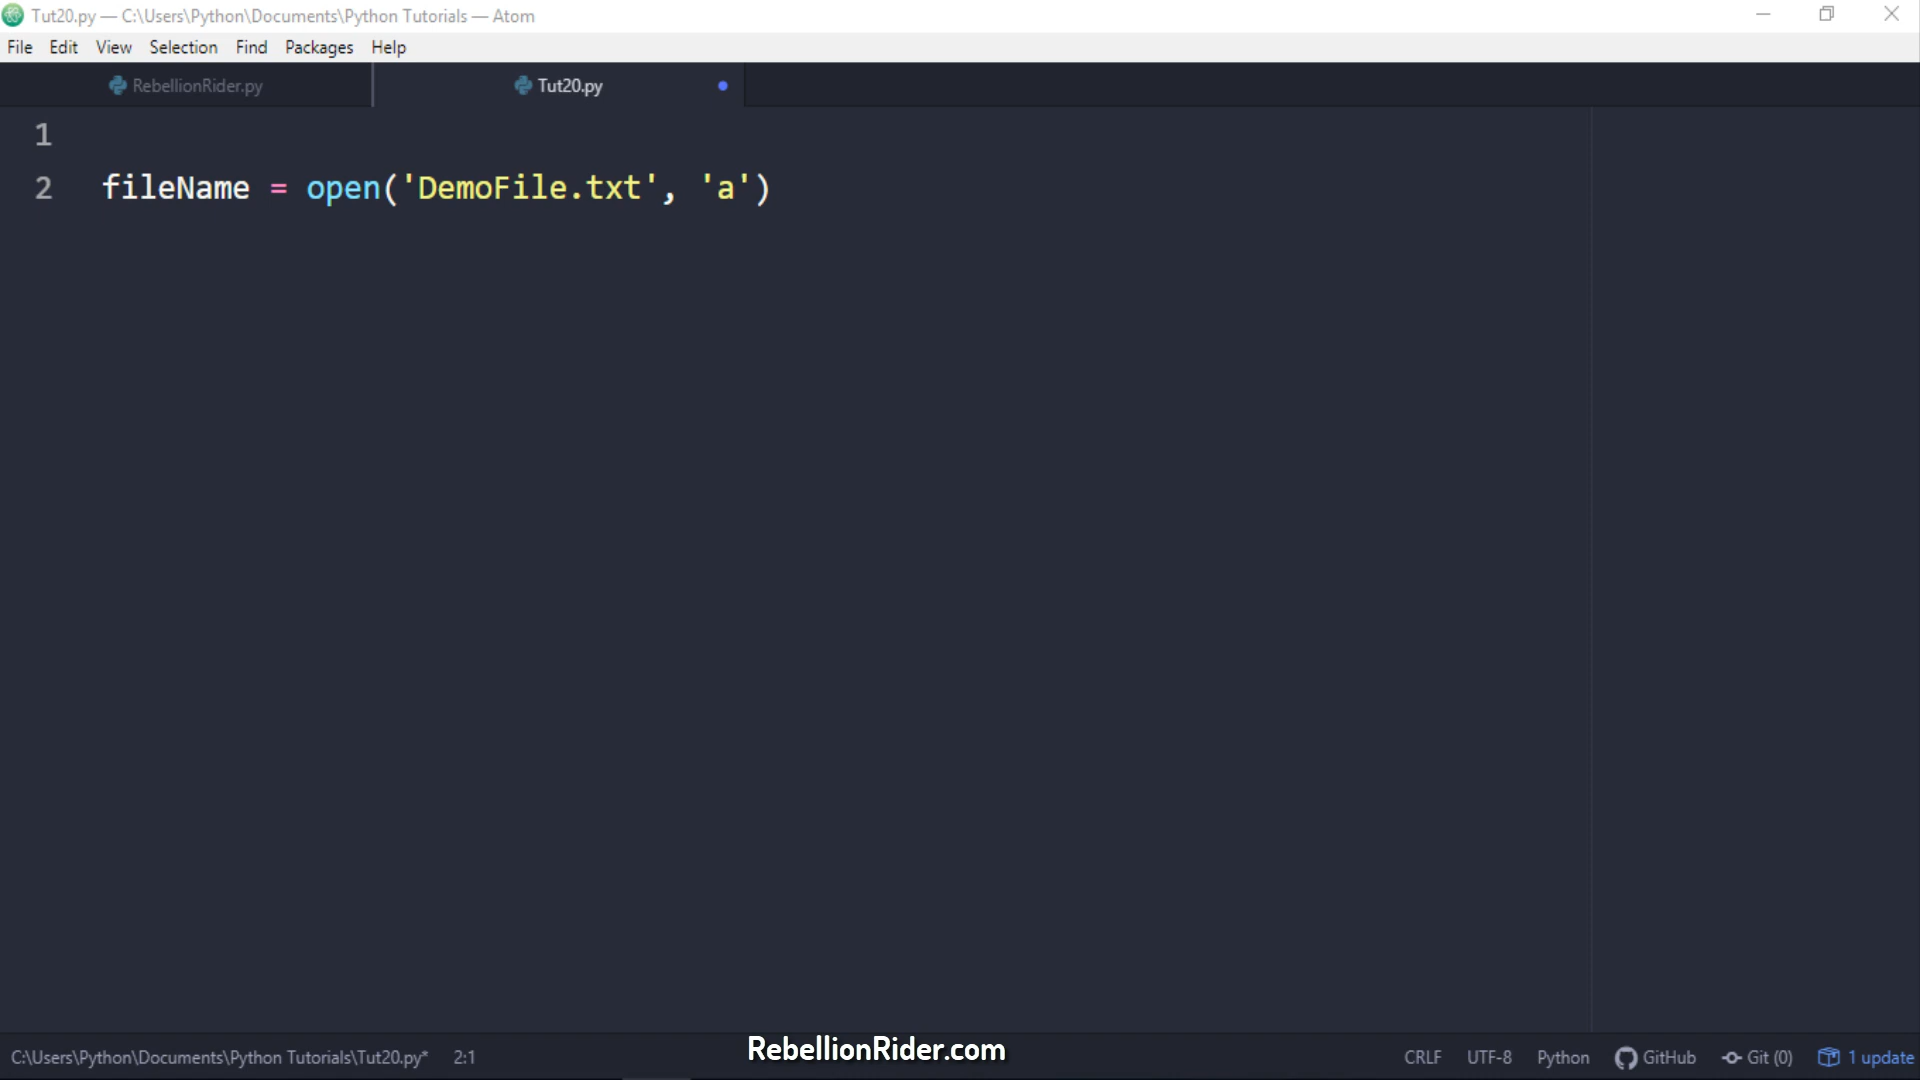 Tut20.py — C:\Users\Python\Documents\Python Tutorials — Atom
File Edit View Selection Find Packages Help
RebellionRider.py Tut20.py
1
2 fileName = open('DemoFile.txt', 'a')
C:\Users\Python\Documents\Python Tutorials\Tut20.py* 2:1 RebellionRider.com CRLF UTF-8 Python GitHub Git (0) 1 update